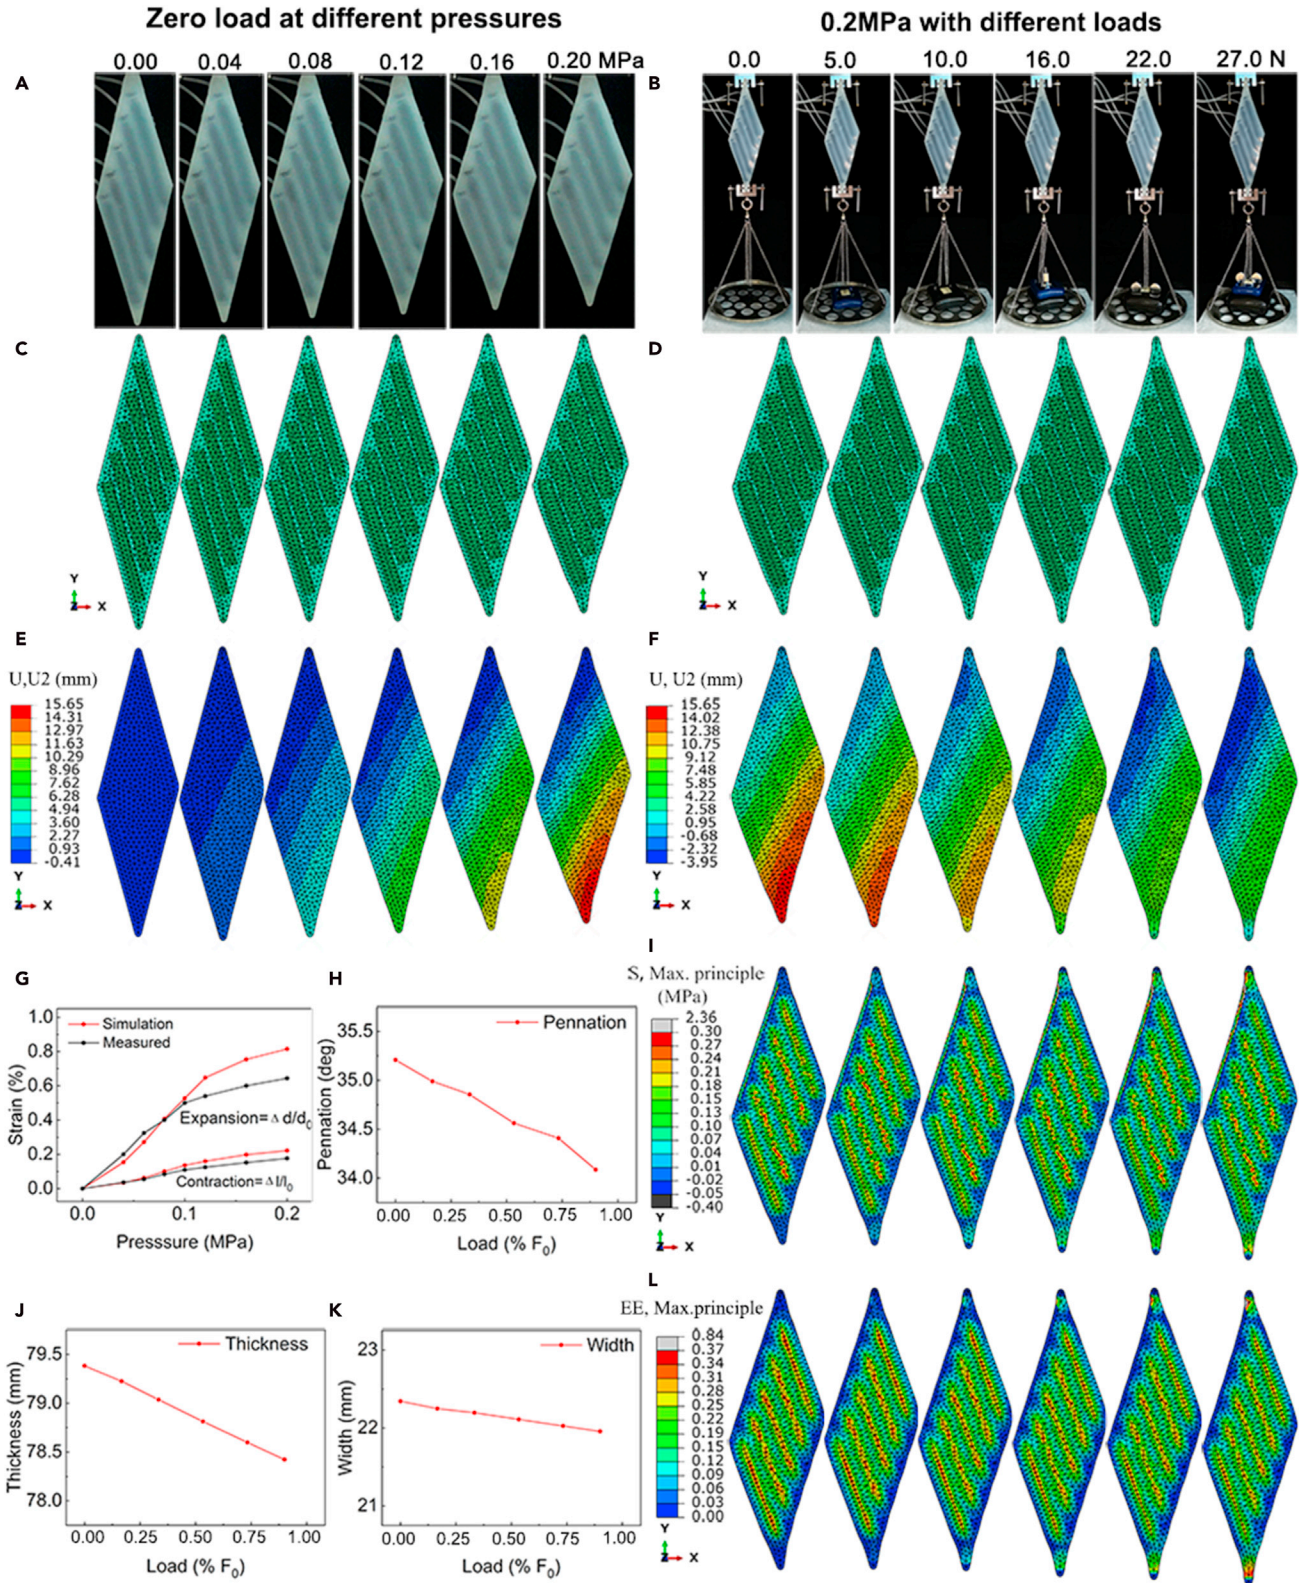 Zero load at different pressures
0.2MPa with different loads
0.00 0.04 0.08 0.12 0.16 0.20 MPa
0.0 5.0 10.0 16.0 22.0 27.0 N
A
B
C
D
Y
Z X
Y
Z X
E
U,U2 (mm)
15.65
14.31
12.97
11.63
10.29
8.96
7.62
6.28
4.94
3.60
2.27
0.93
-0.41
Y
Z X
F
U, U2 (mm)
15.65
14.02
12.38
10.75
9.12
7.48
5.85
4.22
2.58
0.95
-0.68
-2.32
-3.95
Y
Z X
G
Strain (%)
1.0
0.8
0.6
0.4
0.2
0.0
Simulation
Measured
Expansion= Δ d/d0
Contraction= Δl/l0
0.0 0.1 0.2
Presssure (MPa)
H
Pennation (deg)
35.5
35.0
34.5
34.0
Pennation
0.00 0.25 0.50 0.75 1.00
Load (% F0)
I
S, Max. principle
(MPa)
2.36
0.30
0.27
0.24
0.21
0.18
0.15
0.13
0.10
0.07
0.04
0.01
-0.02
-0.05
-0.40
Y
Z X
J
Thickness (mm)
79.5
79.0
78.5
78.0
Thickness
0.00 0.25 0.50 0.75 1.00
Load (% F0)
K
Width (mm)
23
22
21
Width
0.00 0.25 0.50 0.75 1.00
Load (% F0)
L
EE, Max.principle
0.84
0.37
0.34
0.31
0.28
0.25
0.22
0.19
0.15
0.12
0.09
0.06
0.03
0.00
Y
Z X